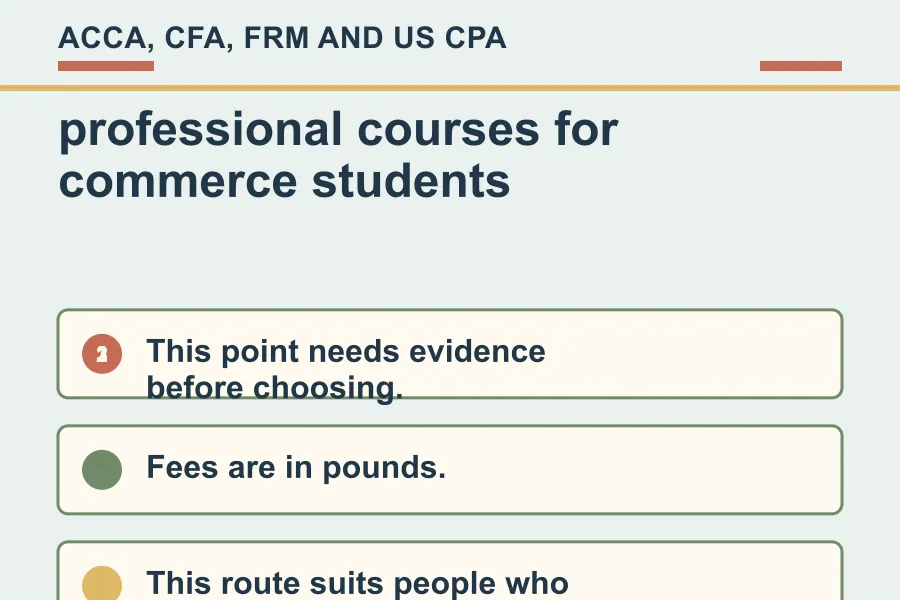 ACCA, CFA, FRM AND US CPA
professional courses for
commerce students
This point needs evidence
before choosing.
Fees are in pounds.
This route suits people who